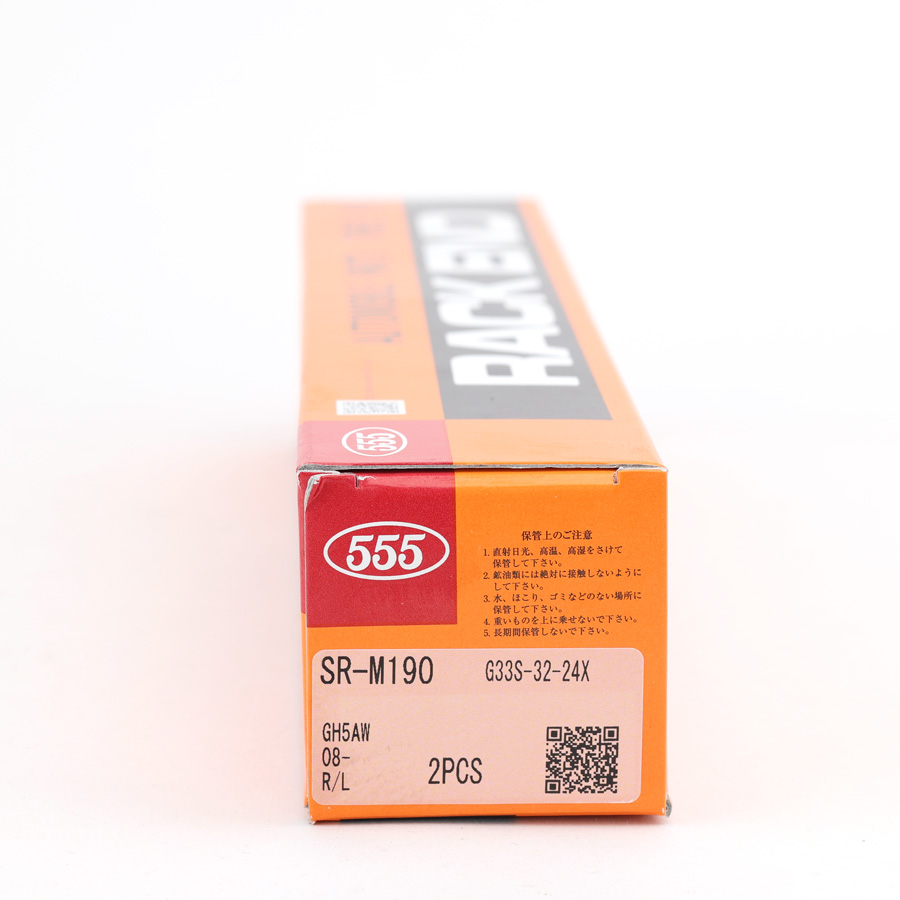 RACK END
AUTOMOBILE
555
555
保管上のご注意
1. 直射日光、高温、高湿をさけて
保管して下さい。
2. 鉱油類には絶対に接触しないように
して下さい。
3. 水、ほこり、ゴミなどのない場所に
保管して下さい。
4. 重いものを上に乗せないで下さい。
5. 長期間保管しないで下さい。
SR-M190
G33S-32-24X
GH5AW
08-
R/L
2PCS